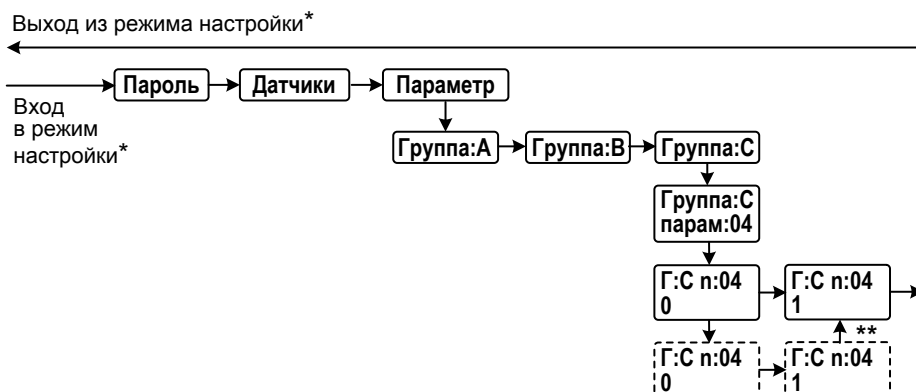 Выход из режима настройки*
Пароль
Датчики
Параметр
Вход
в режим
настройки*
Группа:A
Группа:B
Группа:C
Группа:C
парам:04
Г:C n:04
0
Г:C n:04
1
**
Г:C n:04
0
Г:C n:04
1